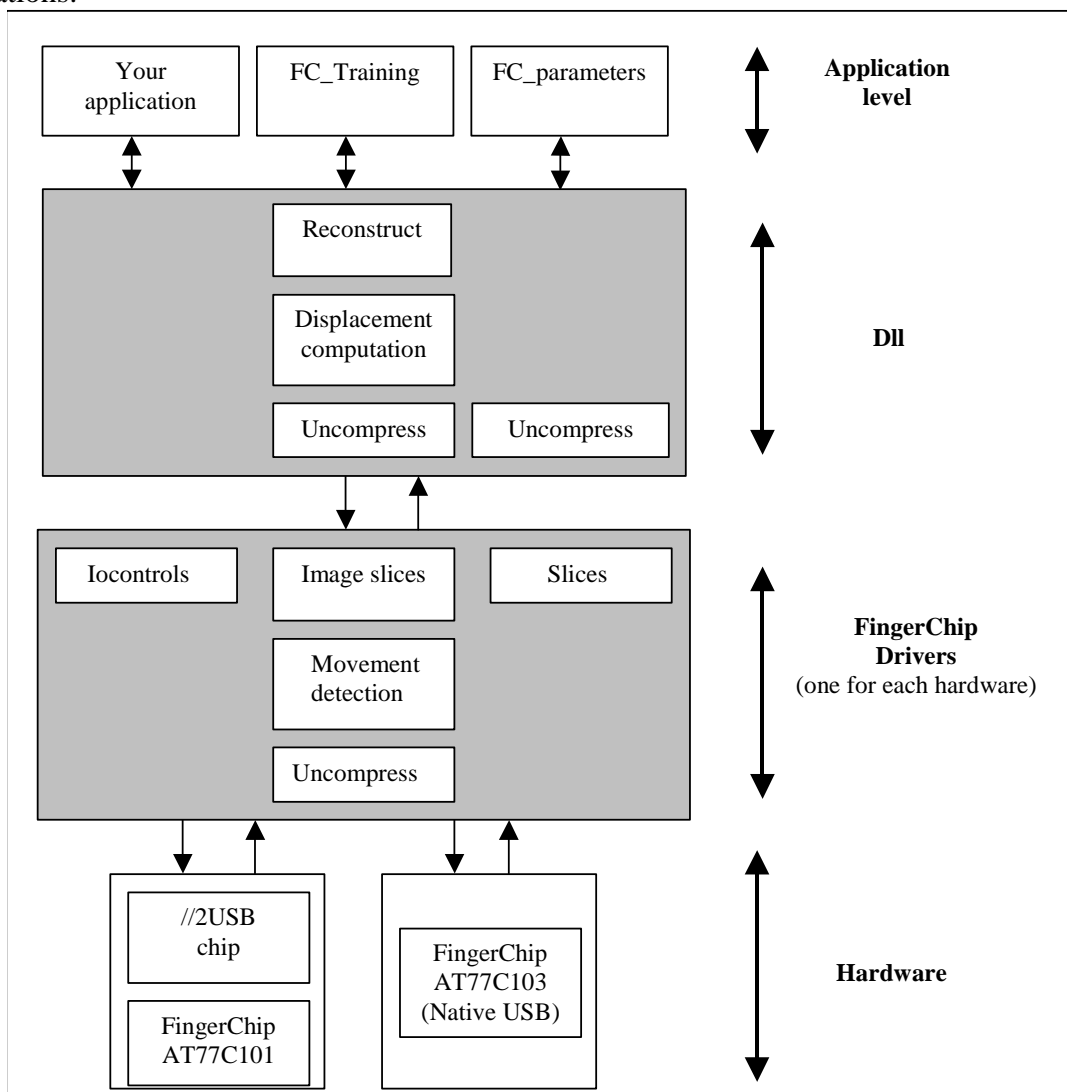 Your
application
FC_Training
FC_parameters
Application
level
Reconstruct
Displacement
computation
Dll
Uncompress
Uncompress
Iocontrols
Image slices
Slices
Movement
detection
FingerChip
Drivers
(one for each hardware)
Uncompress
//2USB
chip
FingerChip
AT77C101
FingerChip
AT77C103
(Native USB)
Hardware